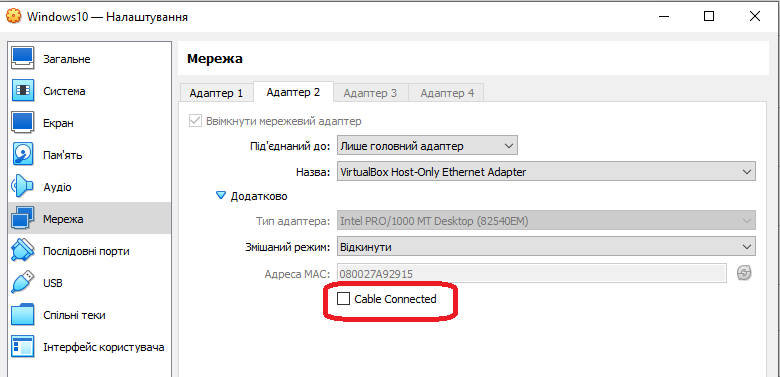 Windows10 — Налаштування
Загальне
Система
Екран
Пам'ять
Аудіо
Мережа
Послідовні порти
USB
Спільні теки
Інтерфейс користувача
Мережа
Адаптер 1 Адаптер 2 Адаптер 3 Адаптер 4
Ввімкнути мережевий адаптер
Під'єднаний до: Лише головний адаптер
Назва: VirtualBox Host-Only Ethernet Adapter
Додатково
Тип адаптера: Intel PRO/1000 MT Desktop (82540EM)
Змішаний режим: Відкинути
Адреса MAC: 080027A92915
Cable Connected